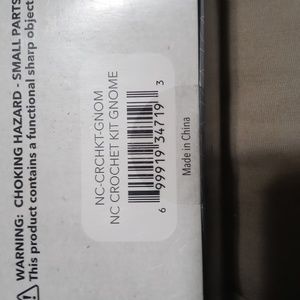 WARNING: CHOKING HAZARD - SMALL PARTS
This product contains a functional sharp object
NC-CRCHKT-GNOM
NC CROCHET KIT GNOME
6 99919 34719 3
Made in China